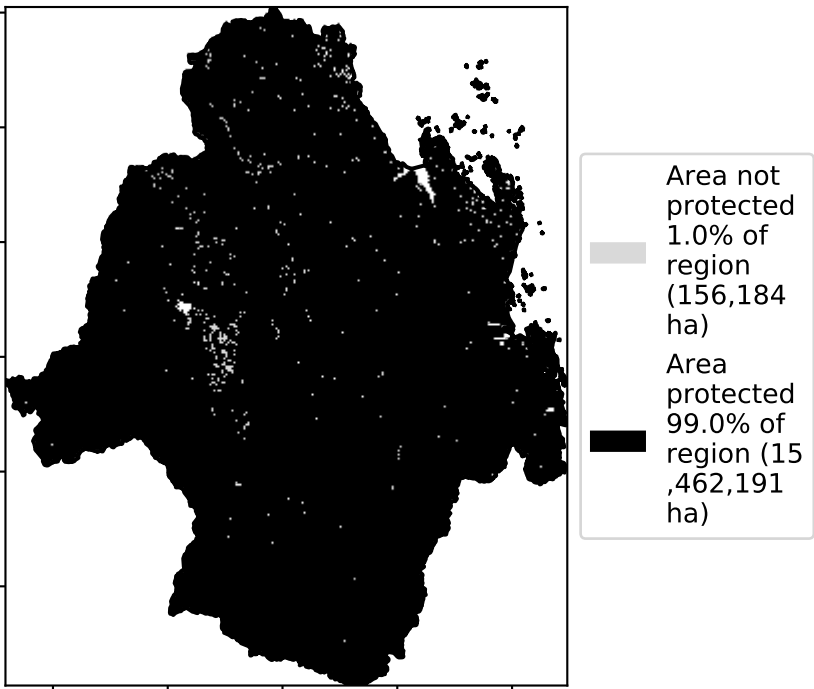 Area not
protected
1.0% of
region
(156,184
ha)
Area
protected
99.0% of
region (15
,462,191
ha)